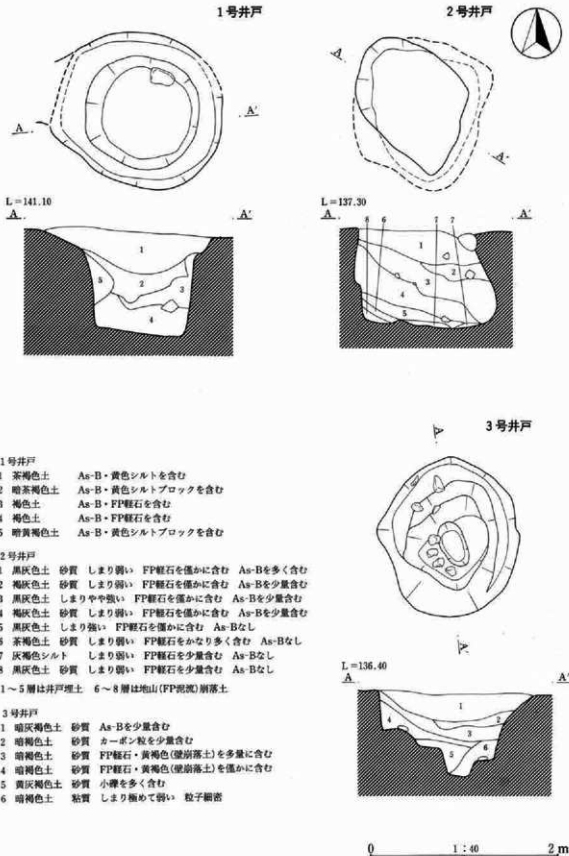 1号井戸
2号井戸
A
A'
A
A'
L=141.10
A
A'
1
2
3
4
5
L=137.30
A
A'
8 6 7 7
1
2
3
4
5
3号井戸
A
A'
L=136.40
A
A'
1
2
3
4
5
6
1号井戸
1 茶褐色土 As-B・黄色シルトを含む
2 暗茶褐色土 As-B・黄色シルトブロックを含む
3 褐色土 As-B・FP軽石を含む
4 褐色土 As-B・FP軽石を含む
5 暗黄褐色土 As-B・黄色シルトブロックを含む
2号井戸
1 黒灰色土 砂質 しまり弱い FP軽石を僅かに含む As-Bを多く含む
2 褐灰色土 砂質 しまり弱い FP軽石を僅かに含む As-Bを少量含む
3 黒灰色土 しまりやや強い FP軽石を僅かに含む As-Bを少量含む
4 褐灰色土 砂質 しまり弱い FP軽石を僅かに含む As-Bを少量含む
5 黒灰色土 しまり強い FP軽石を僅かに含む As-Bなし
6 茶褐色土 砂質 しまり弱い FP軽石をかなり多く含む As-Bなし
7 灰褐色シルト しまり弱い FP軽石を少量含む As-Bなし
8 黒灰色土 砂質 しまり弱い FP軽石を少量含む As-Bなし
1～5層は井戸埋土 6～8層は地山(FP泥流)崩落土
3号井戸
1 暗灰褐色土 砂質 As-Bを少量含む
2 暗褐色土 砂質 カーボン粒を少量含む
3 暗褐色土 砂質 FP軽石・黄褐色(壁崩落土)を多量に含む
4 暗褐色土 砂質 FP軽石・黄褐色(壁崩落土)を僅かに含む
5 黄灰褐色土 砂質 小礫を多く含む
6 暗褐色土 粘質 しまり極めて弱い 粒子細密
0 1:40 2m